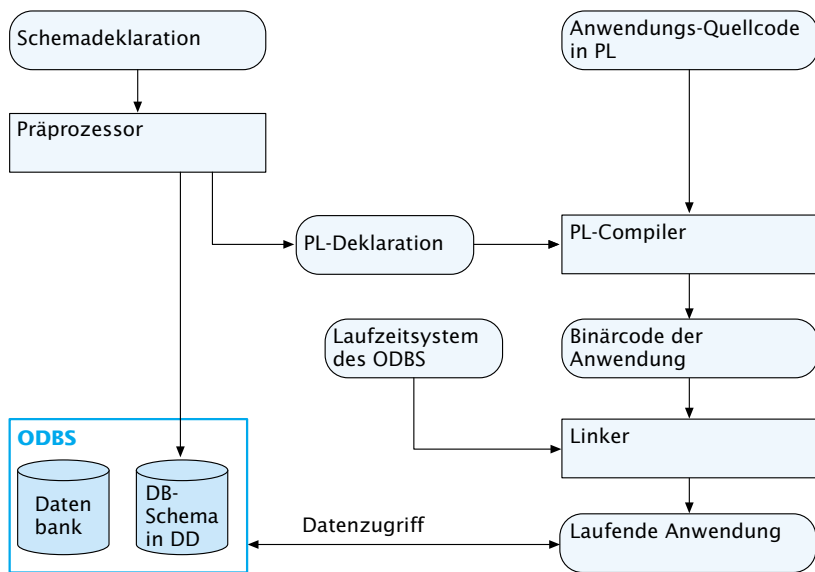 Schemadeklaration
Anwendungs-Quellcode
in PL
Präprozessor
PL-Deklaration
PL-Compiler
Laufzeitsystem
des ODBS
Binärcode der
Anwendung
ODBS
Linker
Daten
bank
DB-
Schema
in DD
Datenzugriff
Laufende Anwendung